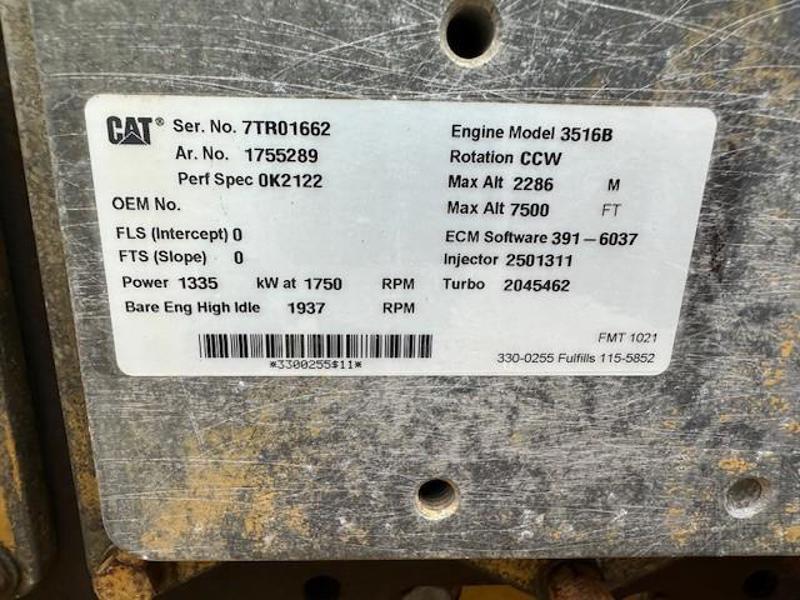 CAT® Ser. No. 7TR01662
Ar. No. 1755289
Perf Spec 0K2122
OEM No.
FLS (Intercept) 0
FTS (Slope) 0
Power 1335 kW at 1750 RPM
Bare Eng High Idle 1937 RPM
*3300255$11*
Engine Model 3516B
Rotation CCW
Max Alt 2286 M
Max Alt 7500 FT
ECM Software 391-6037
Injector 2501311
Turbo 2045462
FMT 1021
330-0255 Fulfills 115-5852